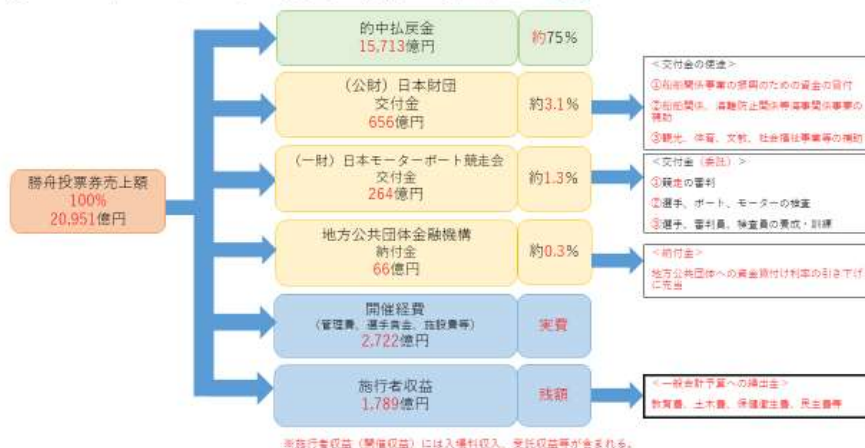 勝舟投票券売上額
100%
20,951億円
的中払戻金
15,713億円
約75%
(公財)日本財団
交付金
656億円
約3.1%
<交付金の使途>
①船舶関係事業の振興のための資金の貸付
②船舶関係、海難防止関係等海事関係事業の
補助
③観光、体育、文教、社会福祉事業等の補助
(一財)日本モーターボート競走会
交付金
264億円
約1.3%
<交付金(委託)>
①競走の審判
②選手、ボート、モーターの検査
③選手、審判員、検査員の養成・訓練
地方公共団体金融機構
納付金
66億円
約0.3%
<納付金>
地方公共団体への資金貸付け利率の引き下げ
に充当
開催経費
(管理費、選手賞金、施設費等)
2,722億円
実費
施行者収益
1,789億円
残額
<一般会計予算への繰出金>
教育費、土木費、保健衛生費、民生費等
※施行者収益(開催収益)には入場料収入、受託収益等が含まれる。